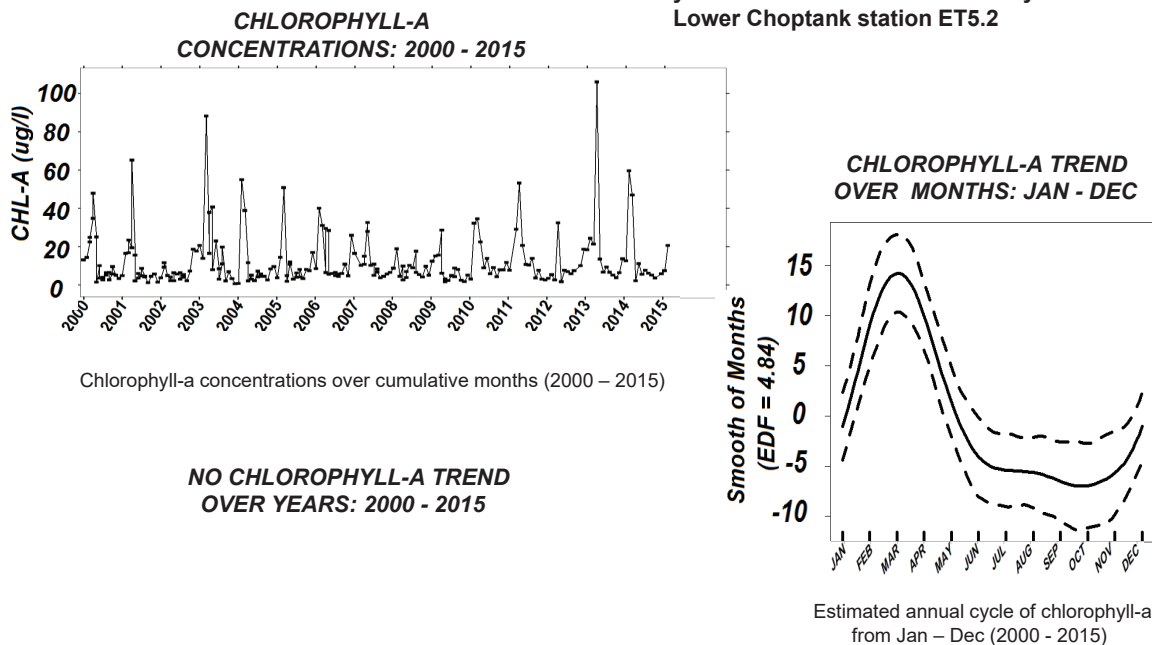 Lower Choptank station ET5.2
CHLOROPHYLL-A
CONCENTRATIONS: 2000 - 2015
CHL-A (ug/l)
100
80
60
40
20
0
2000
2001
2002
2003
2004
2005
2006
2007
2008
2009
2010
2011
2012
2013
2014
2015
Chlorophyll-a concentrations over cumulative months (2000 – 2015)
NO CHLOROPHYLL-A TREND
OVER YEARS: 2000 - 2015
CHLOROPHYLL-A TREND
OVER MONTHS: JAN - DEC
Smooth of Months
(EDF = 4.84)
15
10
5
0
-5
-10
JAN
FEB
MAR
APR
MAY
JUN
JUL
AUG
SEP
OCT
NOV
DEC
Estimated annual cycle of chlorophyll-a
from Jan – Dec (2000 - 2015)